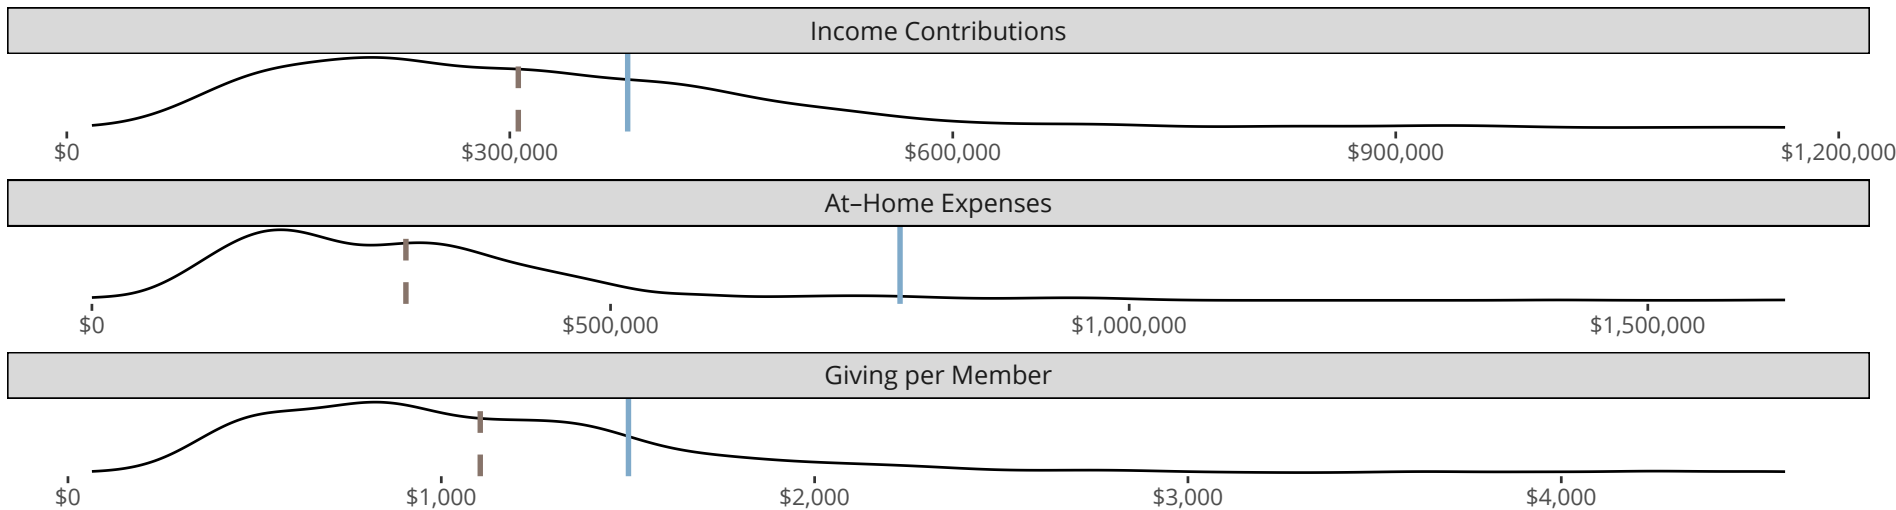 Income Contributions
$0 $300,000 $600,000 $900,000 $1,200,000
At–Home Expenses
$0 $500,000 $1,000,000 $1,500,000
Giving per Member
$0 $1,000 $2,000 $3,000 $4,000